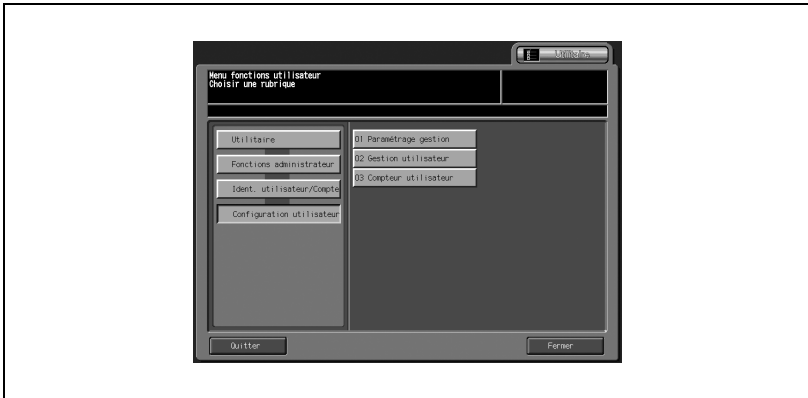 Utilitaire
Menu fonctions utilisateur
Choisir une rubrique
Utilitaire
Fonctions administrateur
Ident. utilisateur/Compte
Configuration utilisateur
01 Paramétrage gestion
02 Gestion utilisateur
03 Compteur utilisateur
Quitter
Fermer